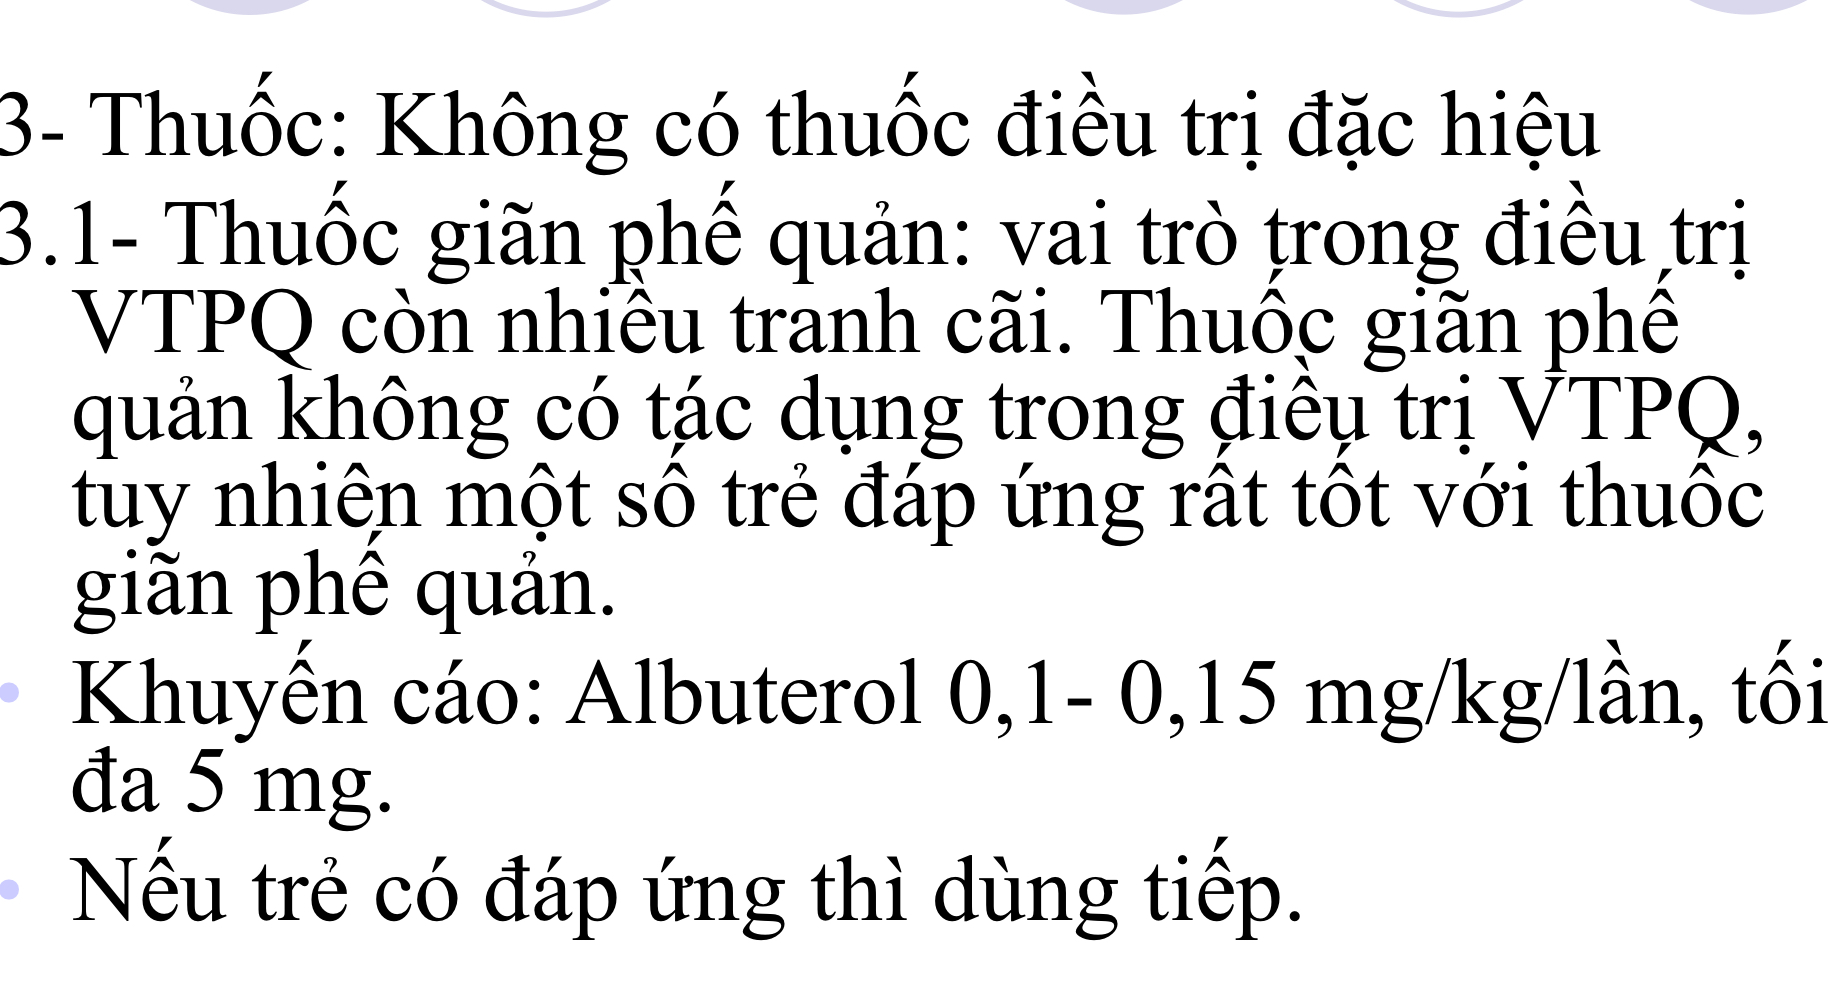 3- Thuốc: Không có thuốc điều trị đặc hiệu
3.1- Thuốc giãn phế quản: vai trò trong điều trị
VTPQ còn nhiều tranh cãi. Thuốc giãn phế
quản không có tác dụng trong điều trị VTPQ,
tuy nhiên một số trẻ đáp ứng rất tốt với thuốc
giãn phế quản.
• Khuyến cáo: Albuterol 0,1- 0,15 mg/kg/lần, tối
đa 5 mg.
• Nếu trẻ có đáp ứng thì dùng tiếp.